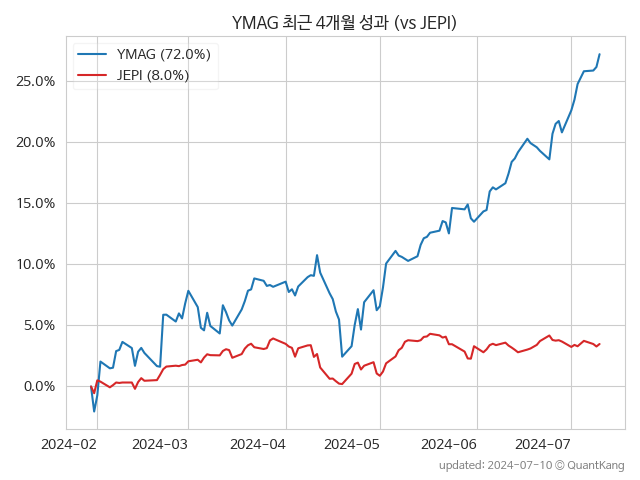 YMAG 최근 4개월 성과 (vs JEPI)
YMAG (72.0%)
JEPI (8.0%)
25.0%
20.0%
15.0%
10.0%
5.0%
0.0%
2024-02 2024-03 2024-04 2024-05 2024-06 2024-07
updated: 2024-07-10 © QuantKang